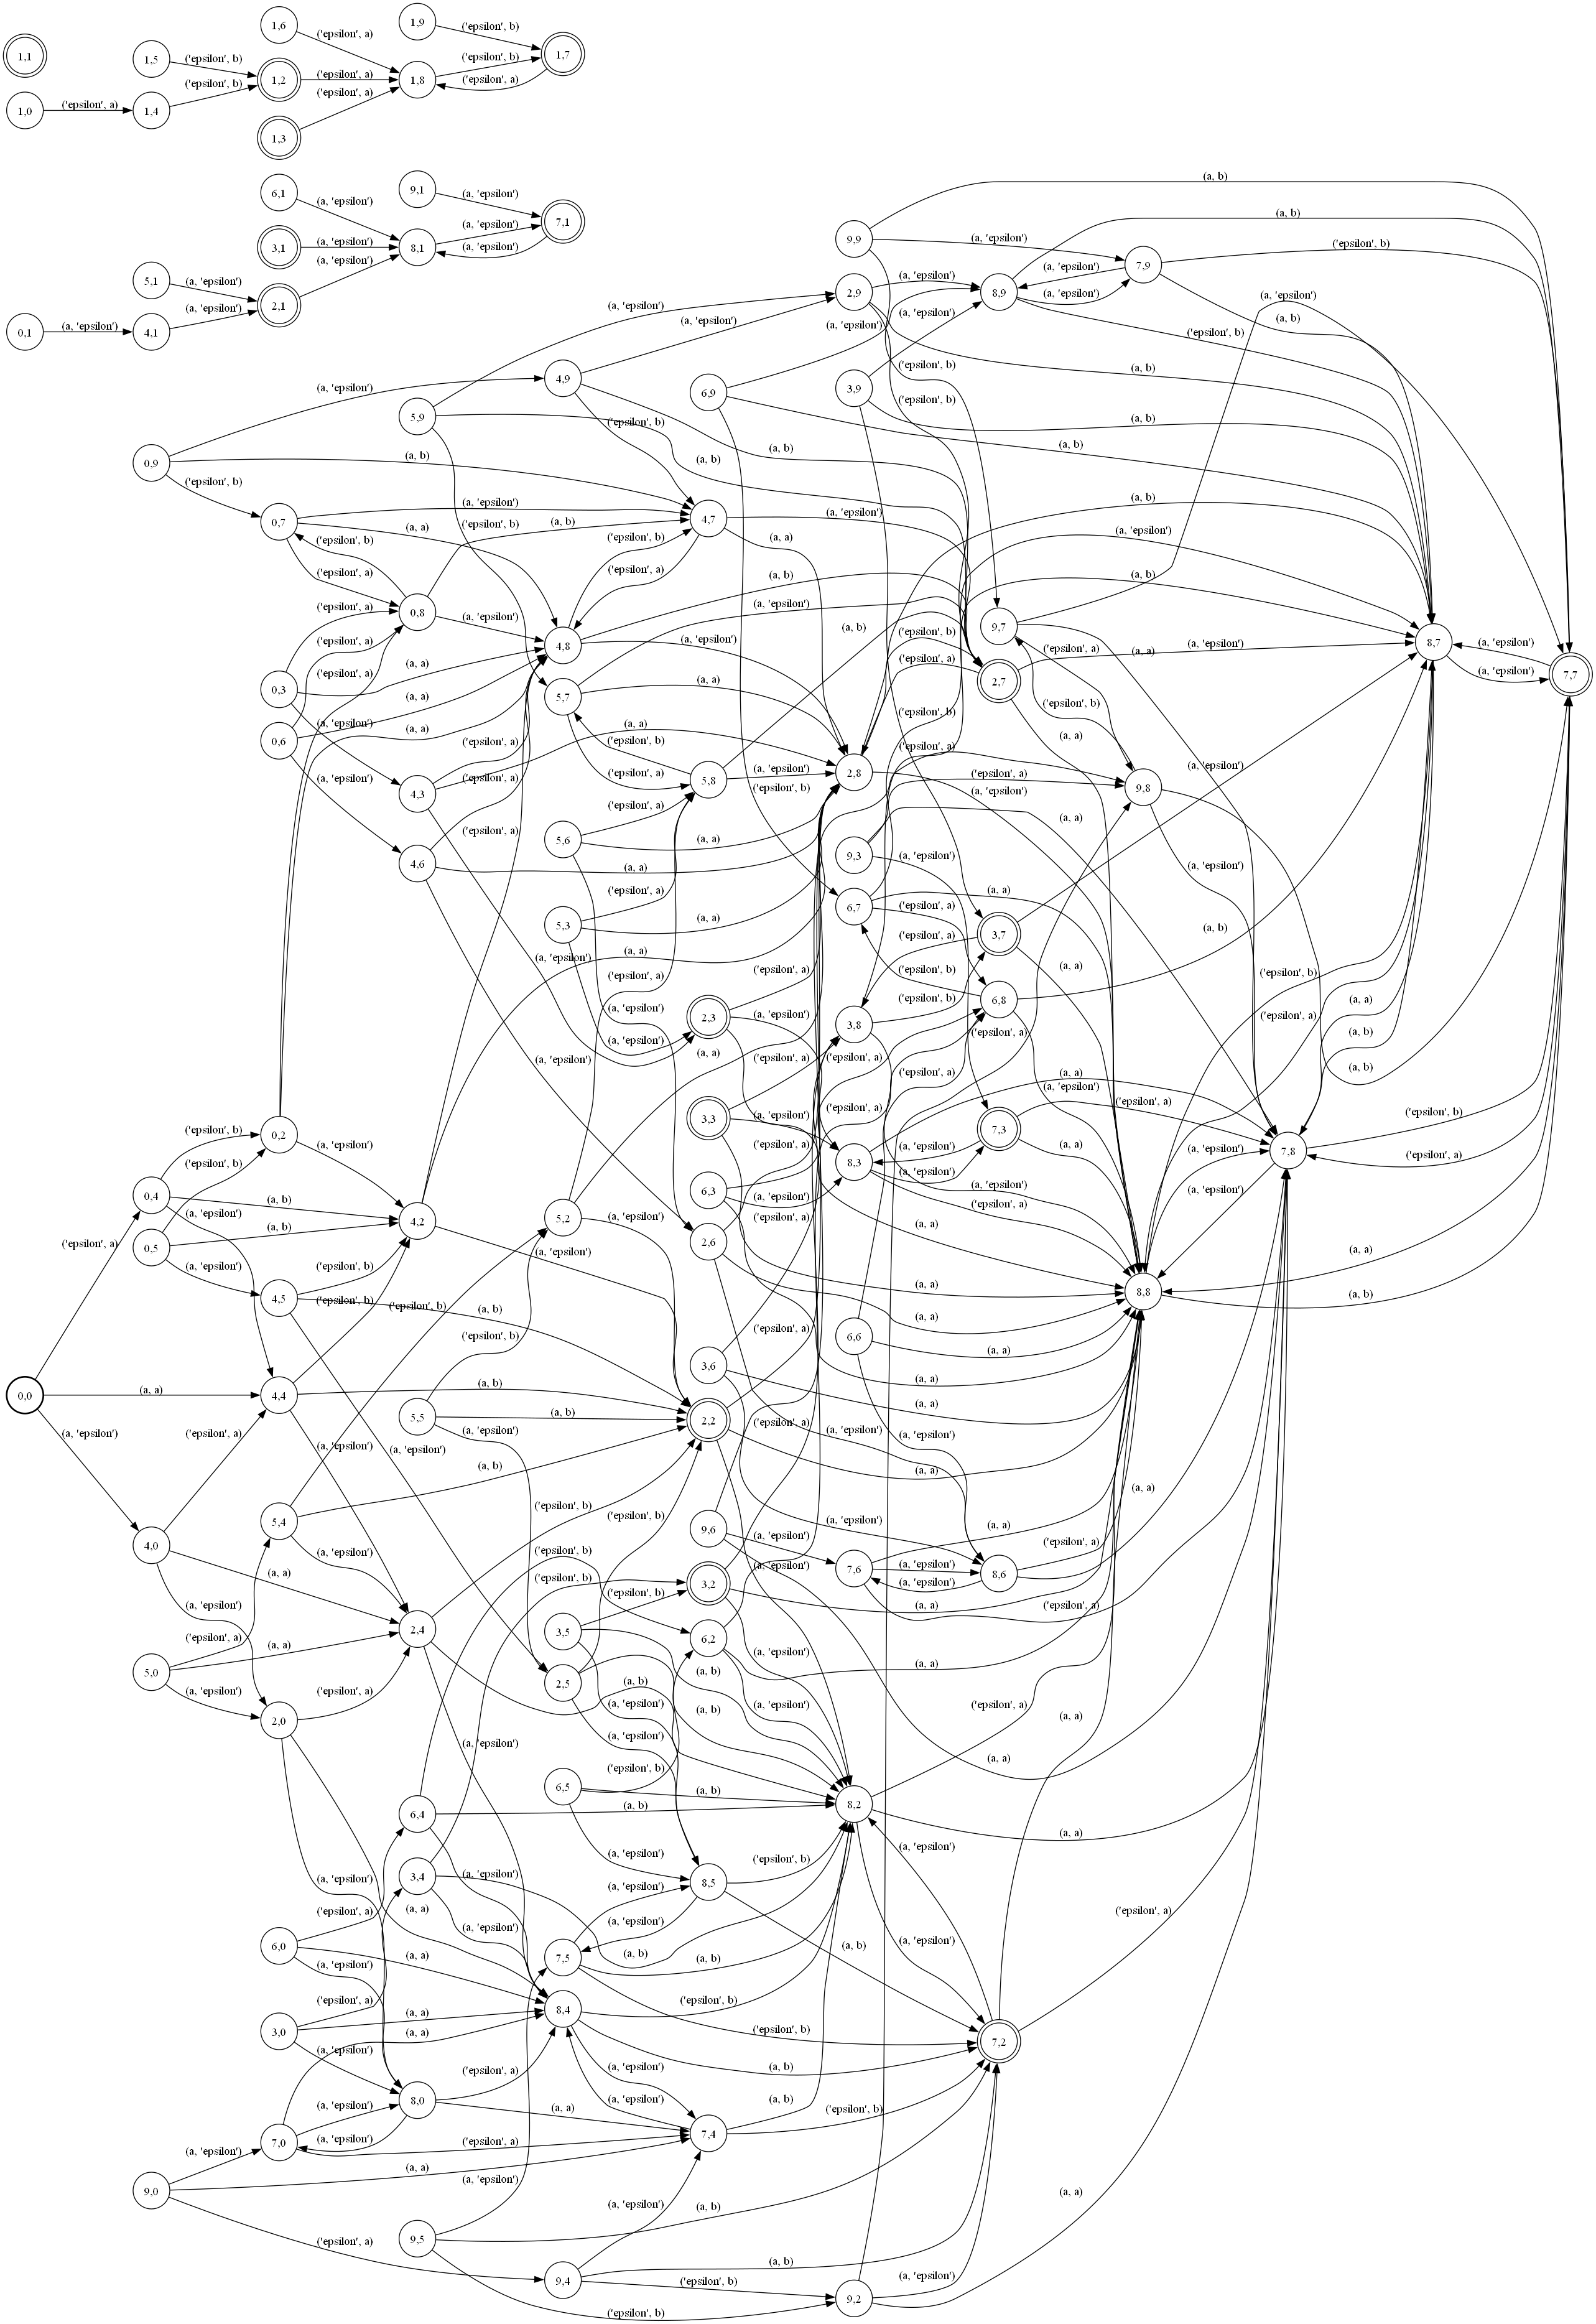 1,9
('epsilon', b)
1,6
('epsilon', a)
1,7
1,1
1,5
('epsilon', b)
('epsilon', b)
1,2
('epsilon', a)
1,8
('epsilon', a)
('epsilon', b)
('epsilon', a)
1,0
('epsilon', a)
1,4
1,3
(a, b)
9,1
(a, 'epsilon')
6,1
(a, 'epsilon')
(a, b)
7,1
(a, 'epsilon')
9,9
(a, 'epsilon')
('epsilon', b)
3,1
(a, 'epsilon')
8,1
(a, 'epsilon')
(a, 'epsilon')
(a, 'epsilon')
7,9
5,1
(a, 'epsilon')
(a, 'epsilon')
2,9
8,9
(a, 'epsilon')
(a, 'epsilon')
2,1
(a, 'epsilon')
(a, 'epsilon')
(a, 'epsilon')
(a, b)
0,1
(a, 'epsilon')
4,1
(a, 'epsilon')
(a, 'epsilon')
('epsilon', b)
('epsilon', b)
(a, b)
(a, 'epsilon')
4,9
6,9
3,9
('epsilon', b)
5,9
('epsilon', b)
(a, b)
(a, b)
(a, b)
0,9
(a, b)
(a, b)
('epsilon', b)
(a, b)
(a, 'epsilon')
(a, 'epsilon')
0,7
(a, a)
('epsilon', b)
(a, b)
4,7
(a, 'epsilon')
('epsilon', b)
('epsilon', b)
(a, a)
('epsilon', a)
('epsilon', a)
(a, b)
(a, b)
('epsilon', a)
0,8
(a, 'epsilon')
(a, 'epsilon')
(a, b)
('epsilon', b)
9,7
('epsilon', a)
4,8
(a, 'epsilon')
('epsilon', a)
('epsilon', a)
(a, a)
(a, 'epsilon')
8,7
(a, 'epsilon')
('epsilon', a)
(a, a)
(a, a)
2,7
(a, 'epsilon')
7,7
0,3
(a, a)
5,7
('epsilon', b)
('epsilon', b)
(a, 'epsilon')
(a, a)
(a, a)
(a, a)
0,6
('epsilon', a)
('epsilon', b)
('epsilon', a)
(a, 'epsilon')
('epsilon', a)
('epsilon', a)
(a, 'epsilon')
2,8
('epsilon', a)
(a, 'epsilon')
4,3
('epsilon', a)
5,8
('epsilon', b)
(a, 'epsilon')
9,8
('epsilon', a)
('epsilon', a)
(a, a)
5,6
(a, a)
9,3
(a, 'epsilon')
4,6
(a, a)
(a, 'epsilon')
('epsilon', a)
6,7
('epsilon', a)
(a, a)
5,3
(a, a)
3,7
('epsilon', a)
(a, b)
(a, 'epsilon')
(a, a)
('epsilon', a)
('epsilon', a)
('epsilon', b)
(a, a)
('epsilon', b)
6,8
('epsilon', b)
(a, 'epsilon')
2,3
(a, 'epsilon')
3,8
('epsilon', a)
('epsilon', a)
(a, a)
(a, 'epsilon')
(a, 'epsilon')
(a, a)
('epsilon', a)
('epsilon', a)
('epsilon', a)
(a, a)
(a, b)
(a, b)
(a, 'epsilon')
('epsilon', a)
('epsilon', a)
('epsilon', b)
0,2
(a, 'epsilon')
3,3
(a, 'epsilon')
('epsilon', a)
7,3
(a, 'epsilon')
(a, a)
(a, 'epsilon')
7,8
('epsilon', a)
('epsilon', b)
8,3
(a, 'epsilon')
(a, 'epsilon')
0,4
(a, b)
6,3
(a, 'epsilon')
('epsilon', a)
(a, 'epsilon')
(a, 'epsilon')
4,2
5,2
(a, 'epsilon')
('epsilon', a)
(a, a)
('epsilon', a)
0,5
(a, b)
(a, 'epsilon')
2,6
(a, a)
(a, 'epsilon')
('epsilon', b)
8,8
(a, b)
4,5
('epsilon', b)
('epsilon', b)
(a, b)
(a, a)
('epsilon', b)
('epsilon', a)
6,6
(a, a)
3,6
(a, a)
0,0
(a, a)
4,4
(a, b)
(a, a)
(a, 'epsilon')
('epsilon', a)
5,5
(a, b)
(a, 'epsilon')
2,2
('epsilon', a)
(a, 'epsilon')
(a, 'epsilon')
(a, 'epsilon')
(a, 'epsilon')
(a, b)
(a, a)
(a, a)
('epsilon', b)
('epsilon', b)
5,4
(a, 'epsilon')
9,6
(a, 'epsilon')
(a, 'epsilon')
(a, a)
4,0
(a, a)
(a, 'epsilon')
('epsilon', b)
(a, 'epsilon')
7,6
(a, 'epsilon')
(a, 'epsilon')
8,6
('epsilon', a)
('epsilon', b)
('epsilon', b)
3,2
(a, 'epsilon')
(a, a)
('epsilon', a)
2,4
3,5
('epsilon', a)
(a, a)
6,2
(a, 'epsilon')
(a, a)
5,0
(a, 'epsilon')
('epsilon', a)
2,5
(a, b)
(a, b)
(a, 'epsilon')
(a, 'epsilon')
(a, b)
('epsilon', a)
2,0
(a, 'epsilon')
(a, 'epsilon')
(a, a)
6,5
('epsilon', b)
(a, b)
8,2
6,4
(a, b)
(a, a)
(a, 'epsilon')
(a, 'epsilon')
3,4
(a, 'epsilon')
(a, 'epsilon')
('epsilon', b)
8,5
(a, 'epsilon')
('epsilon', a)
(a, a)
(a, 'epsilon')
(a, 'epsilon')
(a, 'epsilon')
('epsilon', a)
6,0
(a, a)
7,5
(a, b)
(a, b)
(a, b)
(a, 'epsilon')
('epsilon', a)
8,4
('epsilon', b)
3,0
(a, a)
(a, a)
('epsilon', b)
7,2
(a, 'epsilon')
('epsilon', a)
(a, 'epsilon')
(a, b)
(a, 'epsilon')
8,0
(a, a)
(a, 'epsilon')
(a, b)
('epsilon', b)
7,0
(a, 'epsilon')
('epsilon', a)
7,4
(a, 'epsilon')
(a, a)
(a, 'epsilon')
9,0
(a, 'epsilon')
(a, b)
(a, a)
('epsilon', a)
9,5
(a, b)
9,4
('epsilon', b)
(a, 'epsilon')
9,2
('epsilon', b)